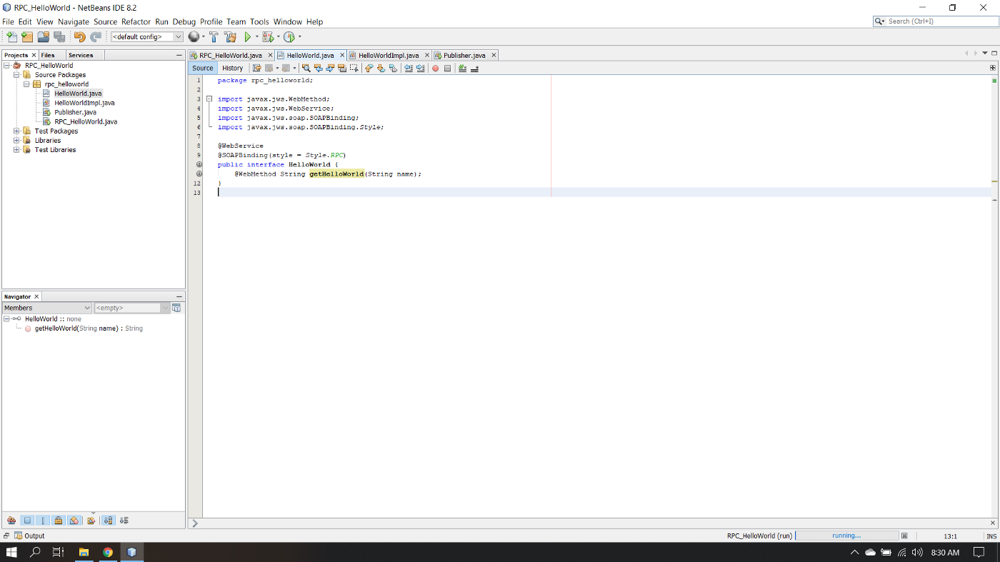 RPC_HelloWorld - NetBeans IDE 8.2
File Edit View Navigate Source Refactor Run Debug Profile Team Tools Window Help
Search (Ctrl+I)
<default config>
Projects Files Services
RPC_HelloWorld
Source Packages
rpc_helloworld
HelloWorld.java
HelloWorldImpl.java
Publisher.java
RPC_HelloWorld.java
Test Packages
Libraries
Test Libraries
RPC_HelloWorld.java HelloWorld.java HelloWorldImpl.java Publisher.java
Source History
1 package rpc_helloworld;
2
3 import javax.jws.WebMethod;
4 import javax.jws.WebService;
5 import javax.jws.soap.SOAPBinding;
6 import javax.jws.soap.SOAPBinding.Style;
7
8 @WebService
9 @SOAPBinding(style = Style.RPC)
public interface HelloWorld {
@WebMethod String getHelloWorld(String name);
12 }
13
Navigator
Members <empty>
HelloWorld :: none
getHelloWorld(String name) : String
Output
RPC_HelloWorld (run) running... 13:1 INS
8:30 AM